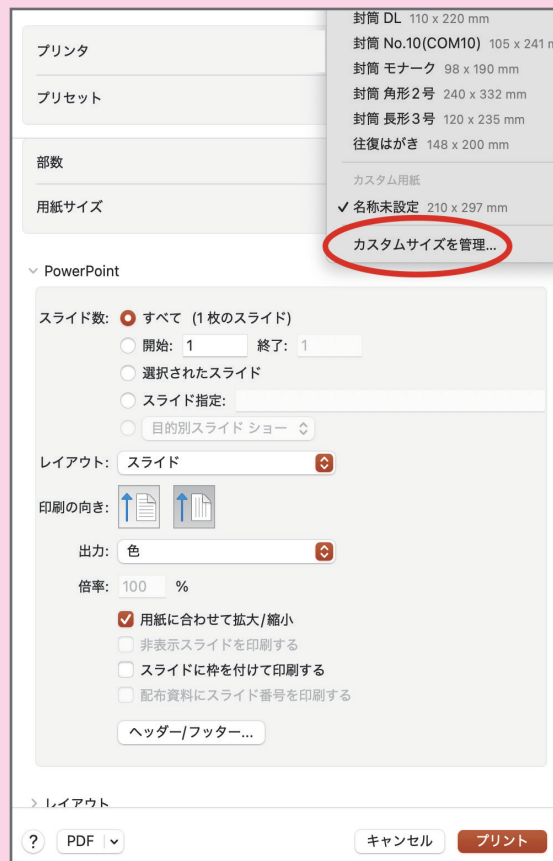 封筒 DL 110 x 220 mm
封筒 No.10(COM10) 105 x 241 m
封筒 モナーク 98 x 190 mm
封筒 角形2号 240 x 332 mm
封筒 長形3号 120 x 235 mm
往復はがき 148 x 200 mm
カスタム用紙
✓ 名称未設定 210 x 297 mm
カスタムサイズを管理...
プリンタ
プリセット
部数
用紙サイズ
PowerPoint
スライド数: すべて (1 枚のスライド)
開始: 1 終了: 1
選択されたスライド
スライド指定:
目的別スライド ショー
レイアウト: スライド
印刷の向き:
出力: 色
倍率: 100 %
用紙に合わせて拡大/縮小
非表示スライドを印刷する
スライドに枠を付けて印刷する
配布資料にスライド番号を印刷する
ヘッダー/フッター...
レイアウト
? PDF キャンセル プリント